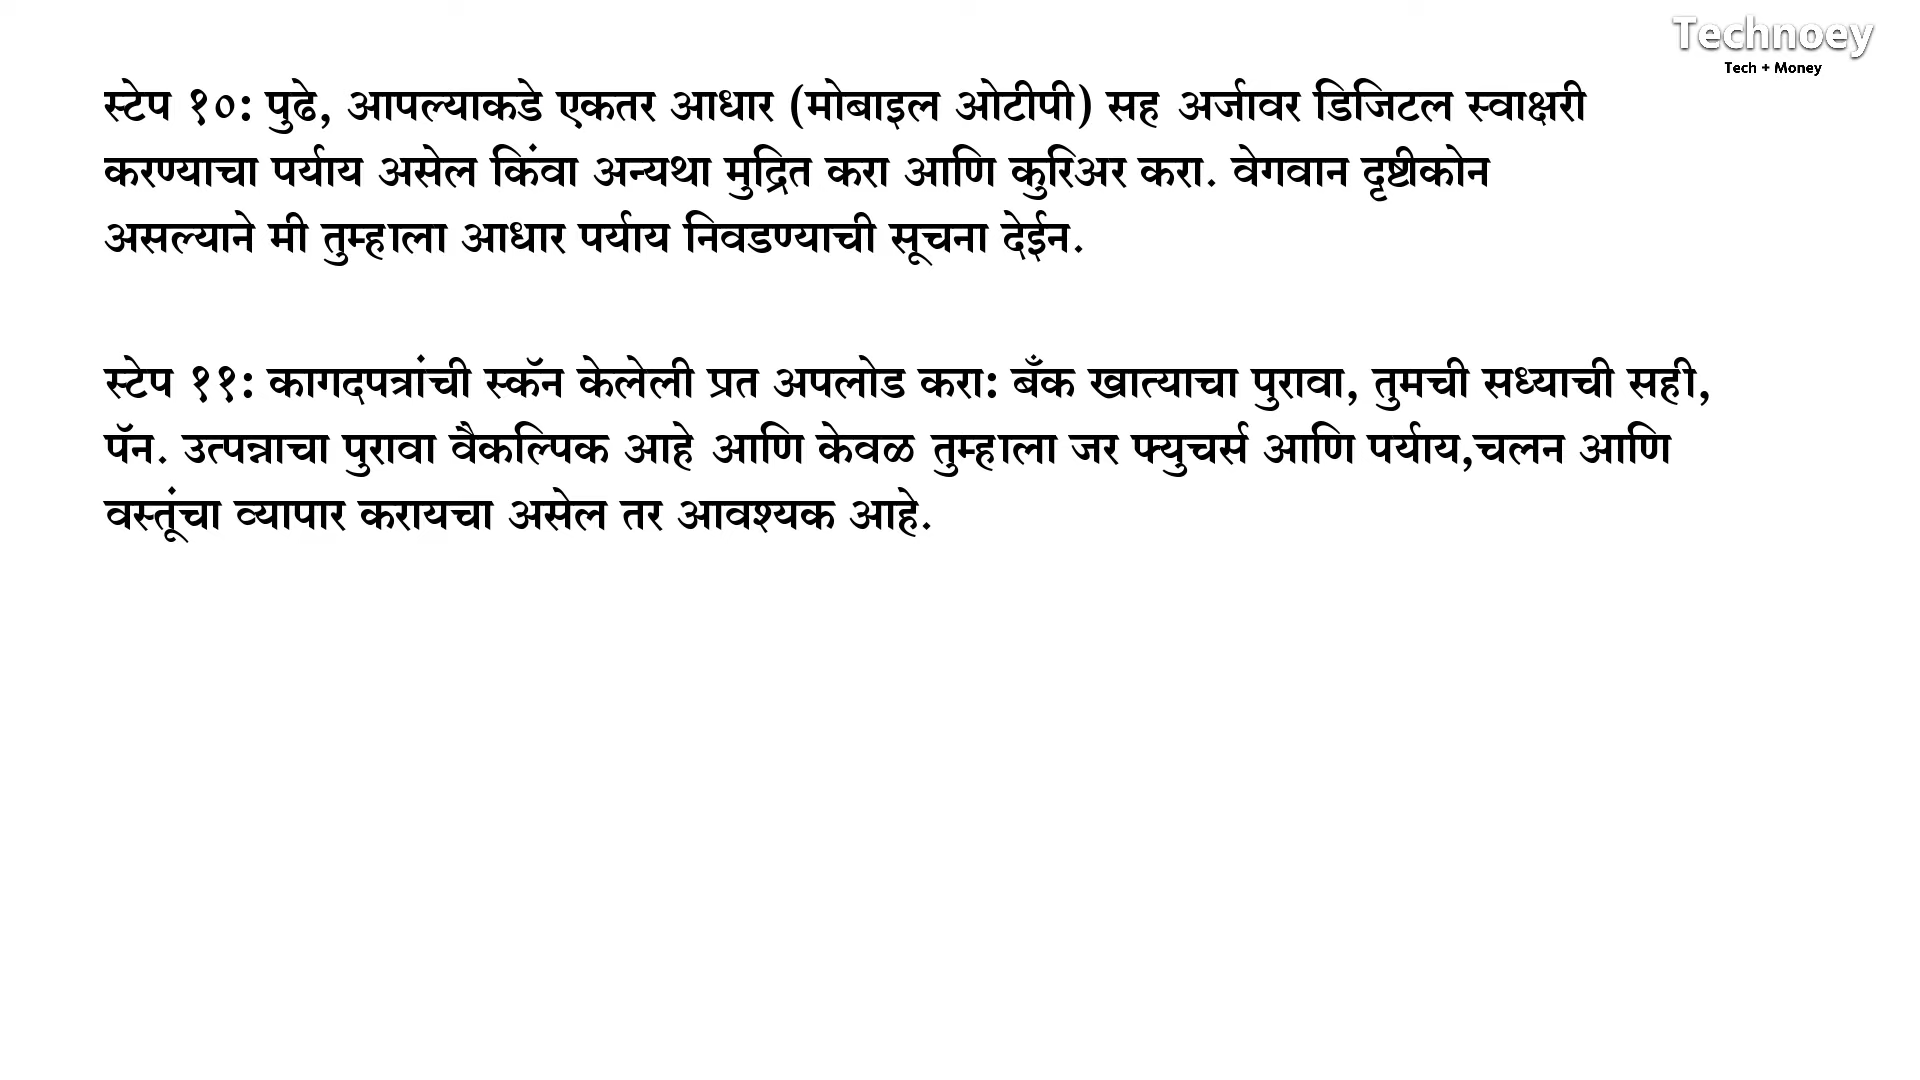 Technoey
Tech + Money
स्टेप १०: पुढे, आपल्याकडे एकतर आधार (मोबाइल ओटीपी) सह अर्जावर डिजिटल स्वाक्षरी
करण्याचा पर्याय असेल किंवा अन्यथा मुद्रित करा आणि कुरिअर करा. वेगवान दृष्टीकोन
असल्याने मी तुम्हाला आधार पर्याय निवडण्याची सूचना देईन.
स्टेप ११: कागदपत्रांची स्कॅन केलेली प्रत अपलोड करा: बँक खात्याचा पुरावा, तुमची सध्याची सही,
पॅन. उत्पन्नाचा पुरावा वैकल्पिक आहे आणि केवळ तुम्हाला जर फ्युचर्स आणि पर्याय,चलन आणि
वस्तूंचा व्यापार करायचा असेल तर आवश्यक आहे.